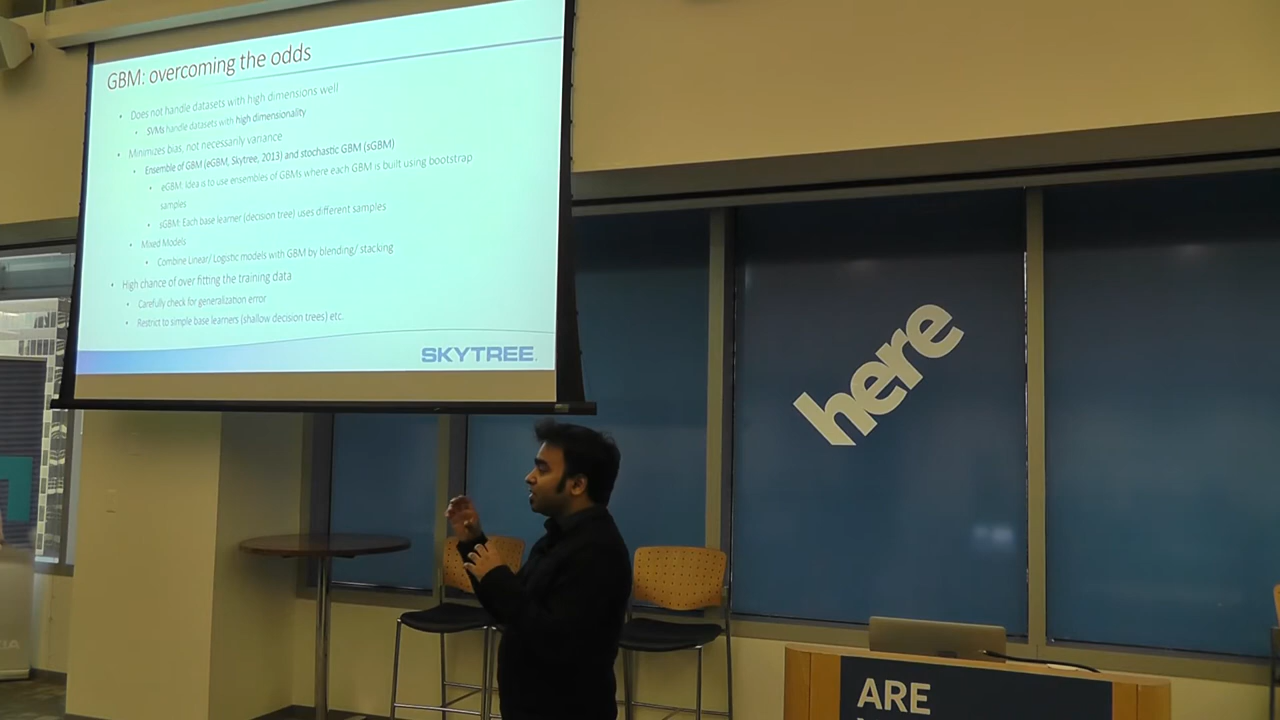 GBM: overcoming the odds
Does not handle datasets with high dimensions well
SVMs handle datasets with high dimensionality
Minimizes bias, not necessarily variance
Ensemble of GBM (eGBM, Skytree, 2013) and stochastic GBM (sGBM)
eGBM: Idea is to use ensembles of GBMs where each GBM is built using bootstrap
samples
sGBM: Each base learner (decision tree) uses different samples
Mixed Models
Combine Linear/ Logistic models with GBM by blending/ stacking
High chance of over fitting the training data
Carefully check for generalization error
Restrict to simple base learners (shallow decision trees) etc.
SKYTREE
here
ARE